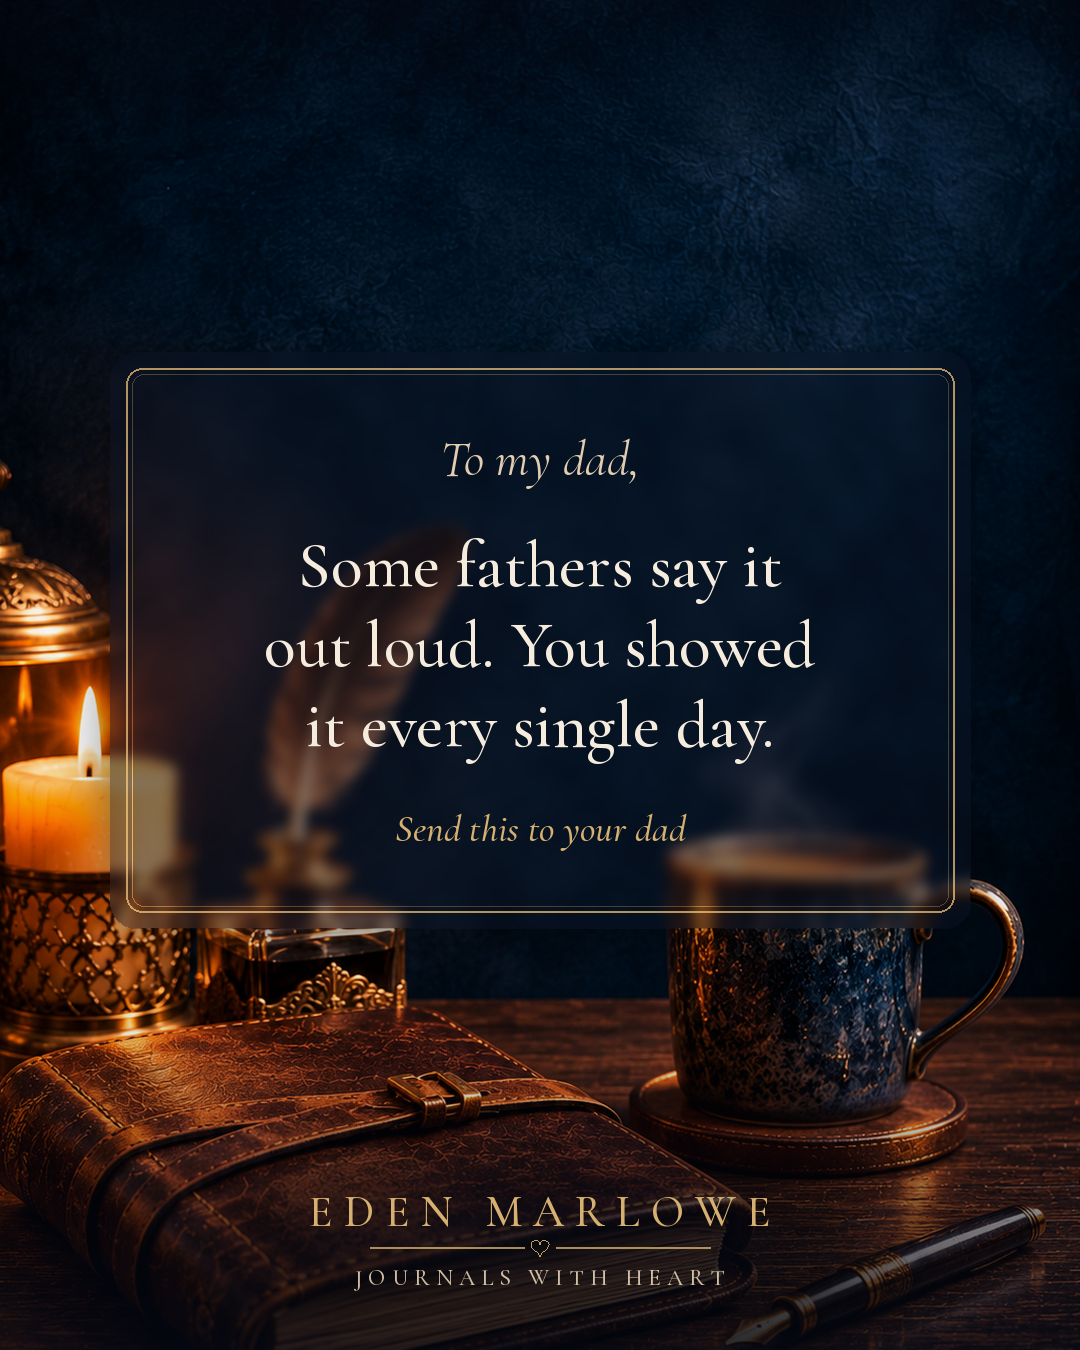 To my dad,
Some fathers say it
out loud. You showed
it every single day.
Send this to your dad
EDEN MARLOWE
JOURNALS WITH HEART